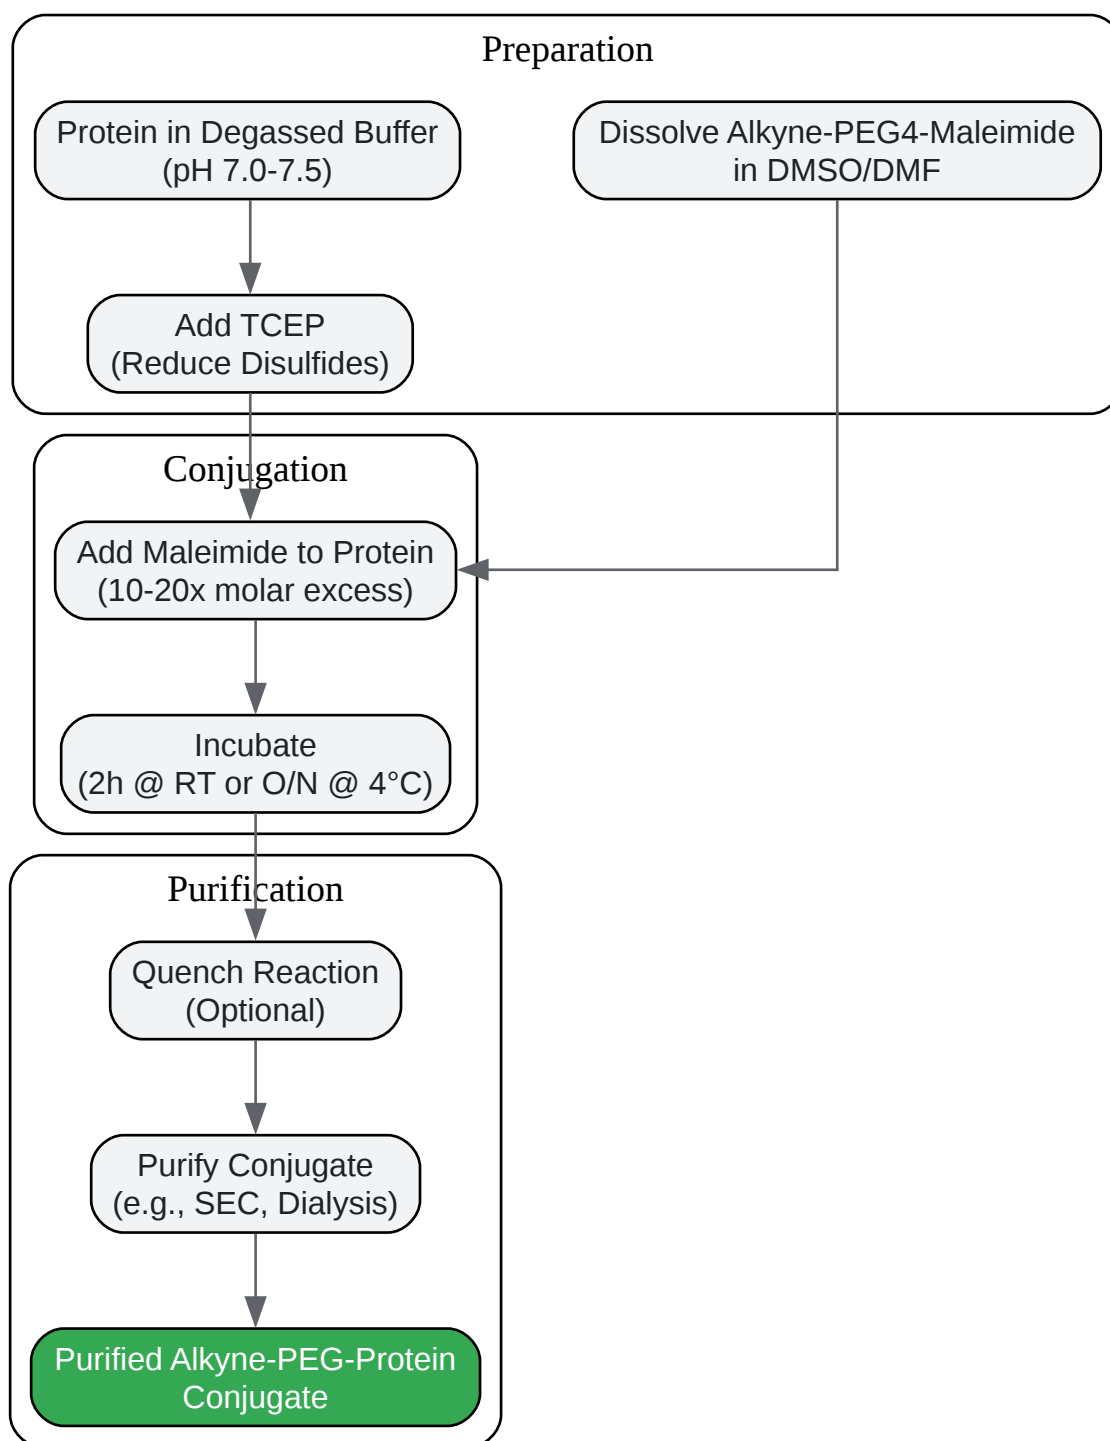 Preparation
Protein in Degassed Buffer
(pH 7.0-7.5)
Dissolve Alkyne-PEG4-Maleimide
in DMSO/DMF
Add TCEP
(Reduce Disulfides)
Conjugation
Add Maleimide to Protein
(10-20x molar excess)
Incubate
(2h @ RT or O/N @ 4°C)
Purification
Quench Reaction
(Optional)
Purify Conjugate
(e.g., SEC, Dialysis)
Purified Alkyne-PEG-Protein
Conjugate